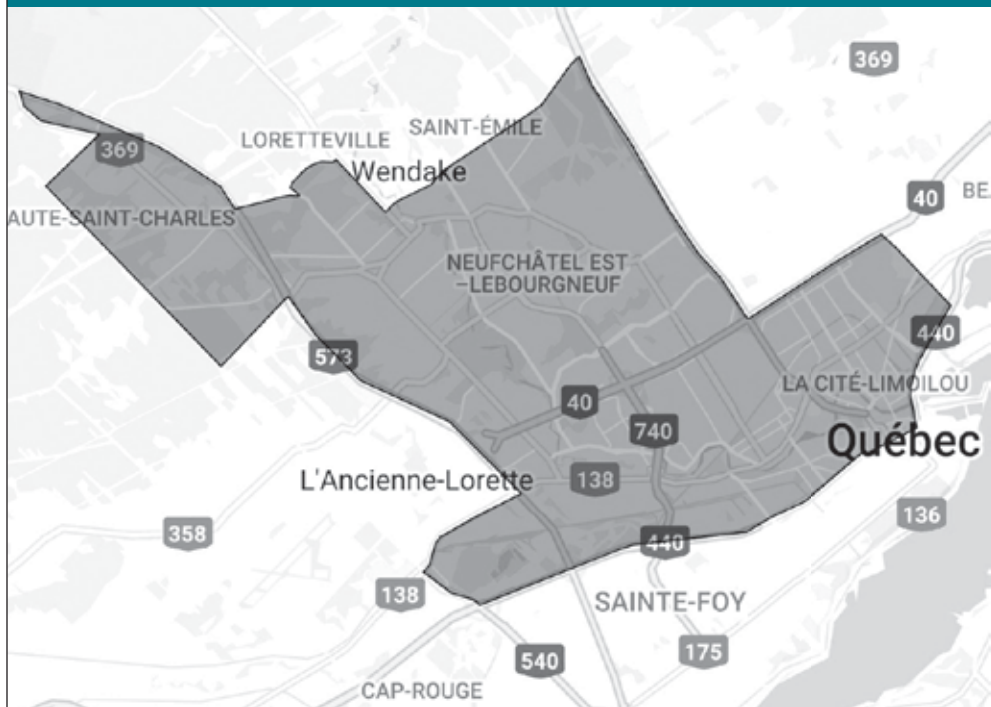 369
40
BE
SAINT-ÉMILE
LORETTEVILLE
369
Wendake
AUTE-SAINT-CHARLES
NEUFCHÂTEL EST
–LEBOURGNEUF
440
573
LA CITÉ-LIMOILOU
40
740
Québec
L'Ancienne-Lorette
138
136
358
440
138
SAINTE-FOY
175
540
CAP-ROUGE